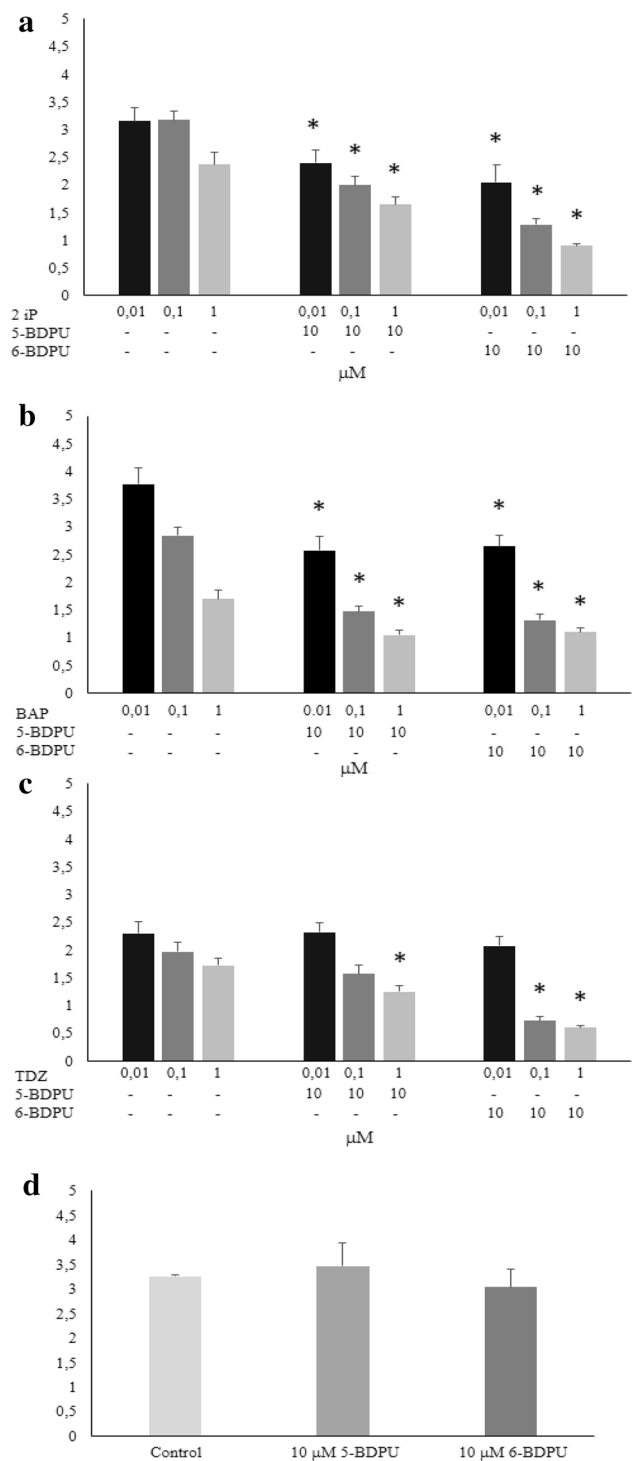 a
5
4,5
4
3,5
3
2,5
2
1,5
1
0,5
0
* * * * * *
2 iP 0,01 0,1 1 0,01 0,1 1 0,01 0,1 1
5-BDPU - - - 10 10 10 - - -
6-BDPU - - - - - - 10 10 10
μM
b
5
4,5
4
3,5
3
2,5
2
1,5
1
0,5
0
* * * * * *
BAP 0,01 0,1 1 0.01 0,1 1 0,01 0,1 1
5-BDPU - - - 10 10 10 - - -
6-BDPU - - - - - - 10 10 10
μM
c
5
4,5
4
3,5
3
2,5
2
1,5
1
0,5
0
* * *
TDZ 0,01 0,1 1 0,01 0,1 1 0,01 0,1 1
5-BDPU - - - 10 10 10 - - -
6-BDPU - - - - - - 10 10 10
μM
d
5
4,5
4
3,5
3
2,5
2
1,5
1
0,5
0
Control 10 μM 5-BDPU 10 μM 6-BDPU